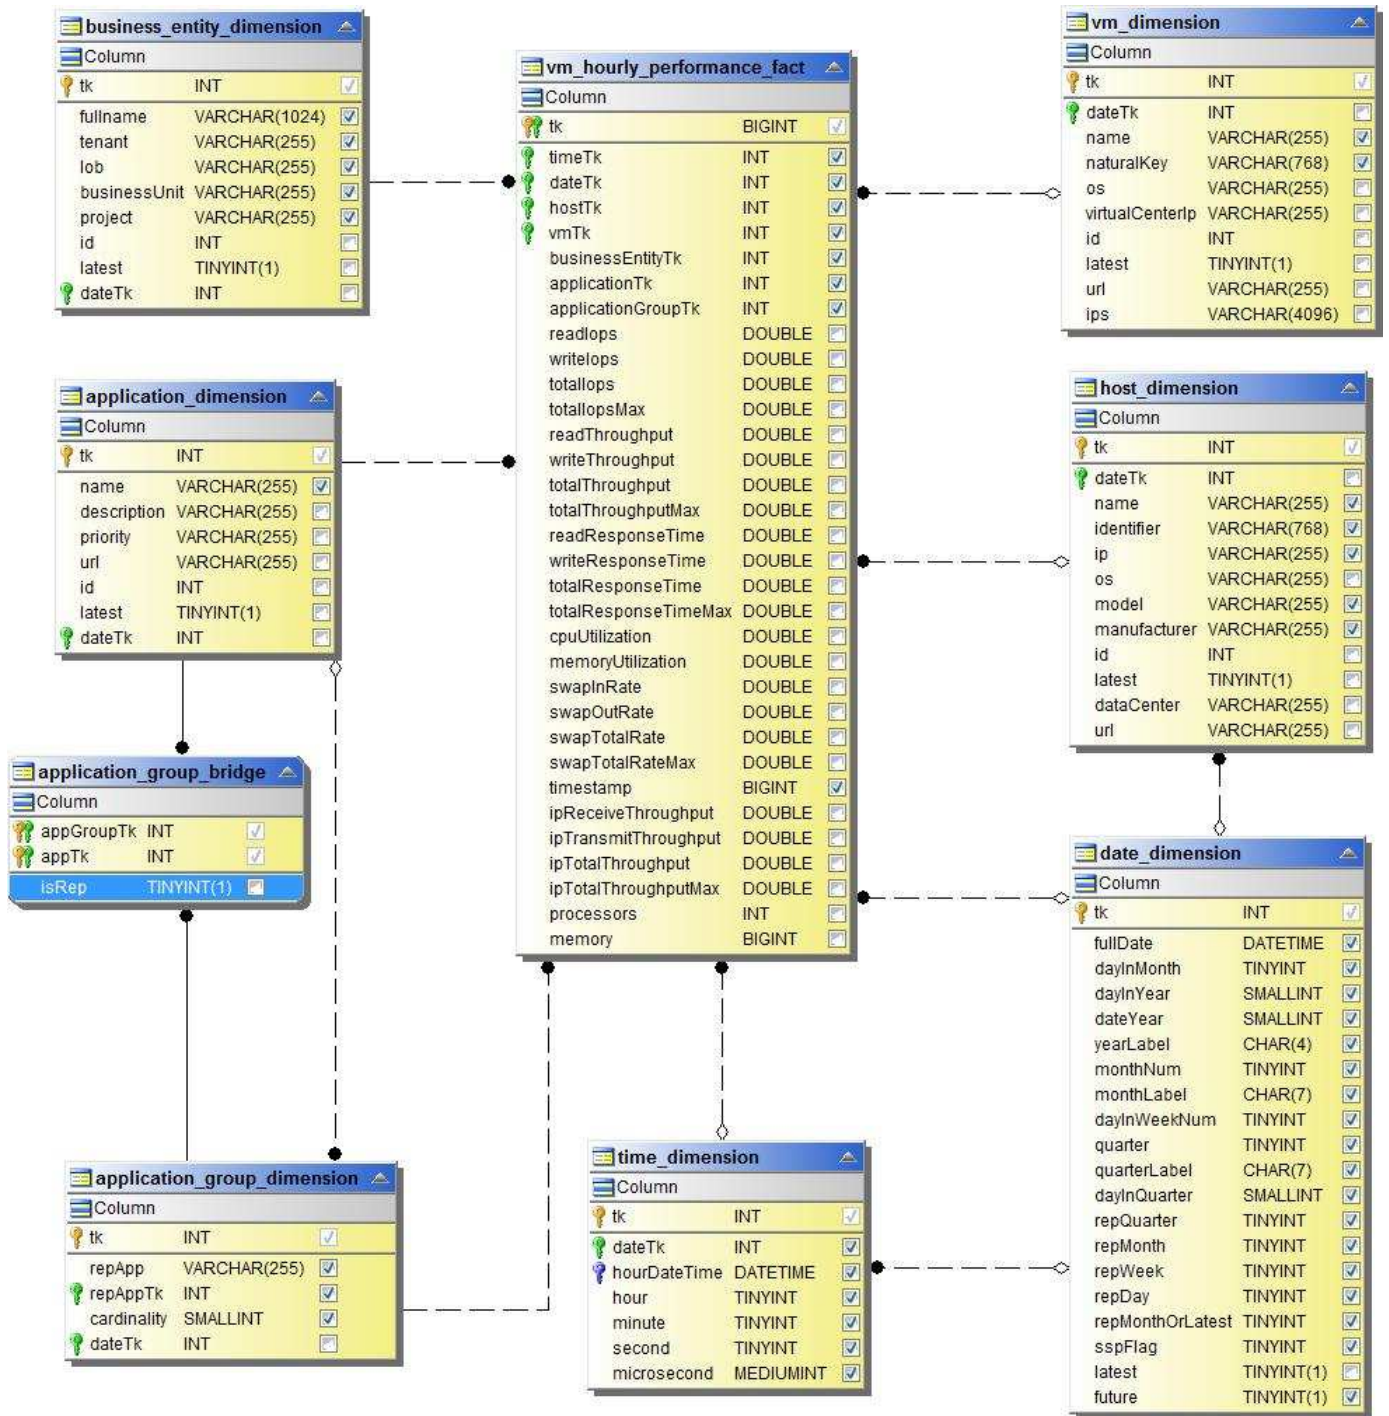 business_entity_dimension
Column
tk INT
fullname VARCHAR(1024)
tenant VARCHAR(255)
lob VARCHAR(255)
businessUnit VARCHAR(255)
project VARCHAR(255)
id INT
latest TINYINT(1)
dateTk INT
vm_hourly_performance_fact
Column
tk BIGINT
timeTk INT
dateTk INT
hostTk INT
vmTk INT
businessEntityTk INT
applicationTk INT
applicationGroupTk INT
readIops DOUBLE
writeIops DOUBLE
totalIops DOUBLE
totalIopsMax DOUBLE
readThroughput DOUBLE
writeThroughput DOUBLE
totalThroughput DOUBLE
totalThroughputMax DOUBLE
readResponseTime DOUBLE
writeResponseTime DOUBLE
totalResponseTime DOUBLE
totalResponseTimeMax DOUBLE
cpuUtilization DOUBLE
memoryUtilization DOUBLE
swapInRate DOUBLE
swapOutRate DOUBLE
swapTotalRate DOUBLE
swapTotalRateMax DOUBLE
timestamp BIGINT
ipReceiveThroughput DOUBLE
ipTransmitThroughput DOUBLE
ipTotalThroughput DOUBLE
ipTotalThroughputMax DOUBLE
processors INT
memory BIGINT
vm_dimension
Column
tk INT
dateTk INT
name VARCHAR(255)
naturalKey VARCHAR(768)
os VARCHAR(255)
virtualCenterIp VARCHAR(255)
id INT
latest TINYINT(1)
url VARCHAR(255)
ips VARCHAR(4096)
application_dimension
Column
tk INT
name VARCHAR(255)
description VARCHAR(255)
priority VARCHAR(255)
url VARCHAR(255)
id INT
latest TINYINT(1)
dateTk INT
host_dimension
Column
tk INT
dateTk INT
name VARCHAR(255)
identifier VARCHAR(768)
ip VARCHAR(255)
os VARCHAR(255)
model VARCHAR(255)
manufacturer VARCHAR(255)
id INT
latest TINYINT(1)
dataCenter VARCHAR(255)
url VARCHAR(255)
application_group_bridge
Column
appGroupTk INT
appTk INT
isRep TINYINT(1)
date_dimension
Column
tk INT
fullDate DATETIME
dayInMonth TINYINT
dayInYear SMALLINT
dateYear SMALLINT
yearLabel CHAR(4)
monthNum TINYINT
monthLabel CHAR(7)
dayInWeekNum TINYINT
quarter TINYINT
quarterLabel CHAR(7)
dayInQuarter SMALLINT
repQuarter TINYINT
repMonth TINYINT
repWeek TINYINT
repDay TINYINT
repMonthOrLatest TINYINT
sspFlag TINYINT
latest TINYINT(1)
future TINYINT(1)
application_group_dimension
Column
tk INT
repApp VARCHAR(255)
repAppTk INT
cardinality SMALLINT
dateTk INT
time_dimension
Column
tk INT
dateTk INT
hourDateTime DATETIME
hour TINYINT
minute TINYINT
second TINYINT
microsecond MEDIUMINT